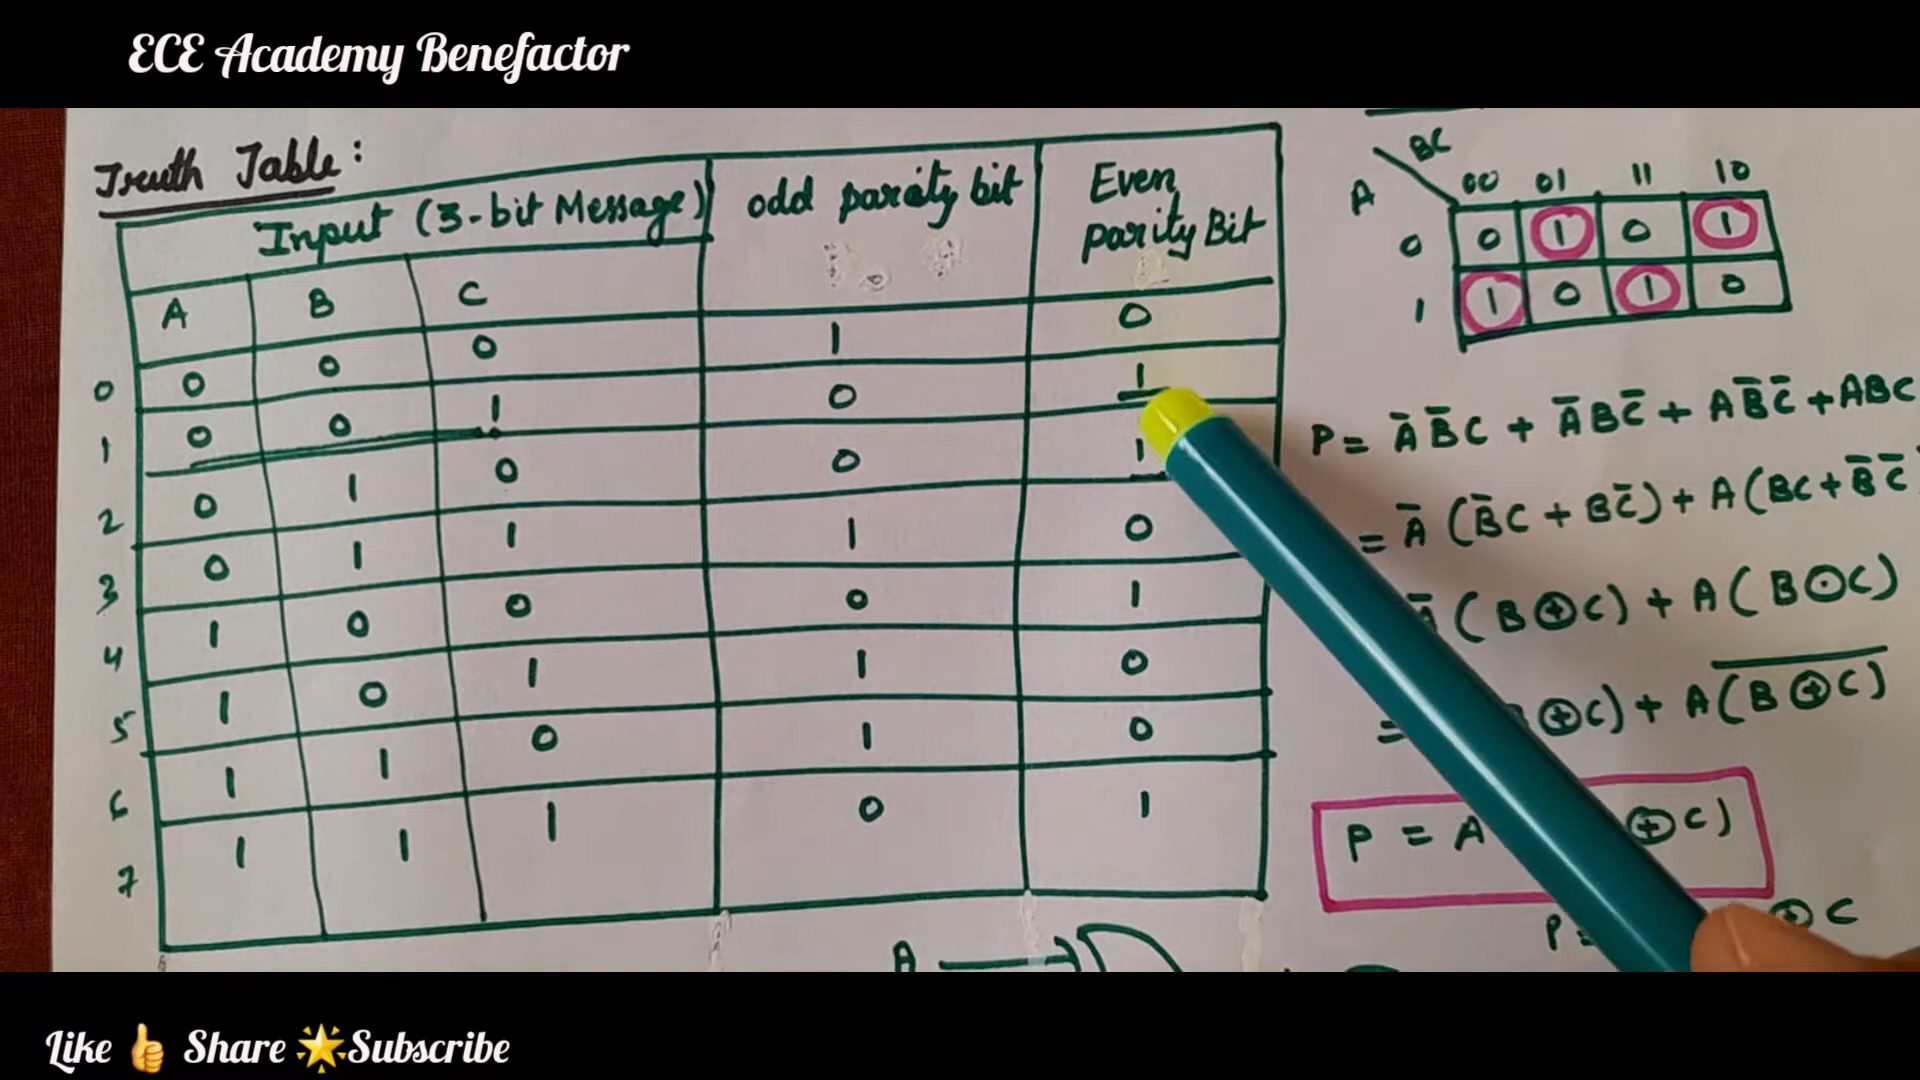 ECE Academy Benefactor
Truth Table:
Input (3-bit Message) odd parity bit Even parity Bit
A B C
0 0 0 0 1 0
1 0 0 1 0 1
2 0 1 0 0 1
3 0 1 1 1 0
4 1 0 0 0 1
5 1 0 1 1 0
6 1 1 0 1 0
7 1 1 1 0 1
BC
A 00 01 11 10
0 0 1 0 1
1 1 0 1 0
P = A̅ B̅ C + A̅ B C̅ + A B̅ C̅ + ABC
= A̅ (B̅C + BC̅) + A (BC + B̅ C̅
(B⊕C) + A (B⊙C)
= ⊕C) + A (B̅ ⊕̅ C̅)
P = A ⊕C)
P = ⊕ C
A
Like 👍 Share 🌟Subscribe